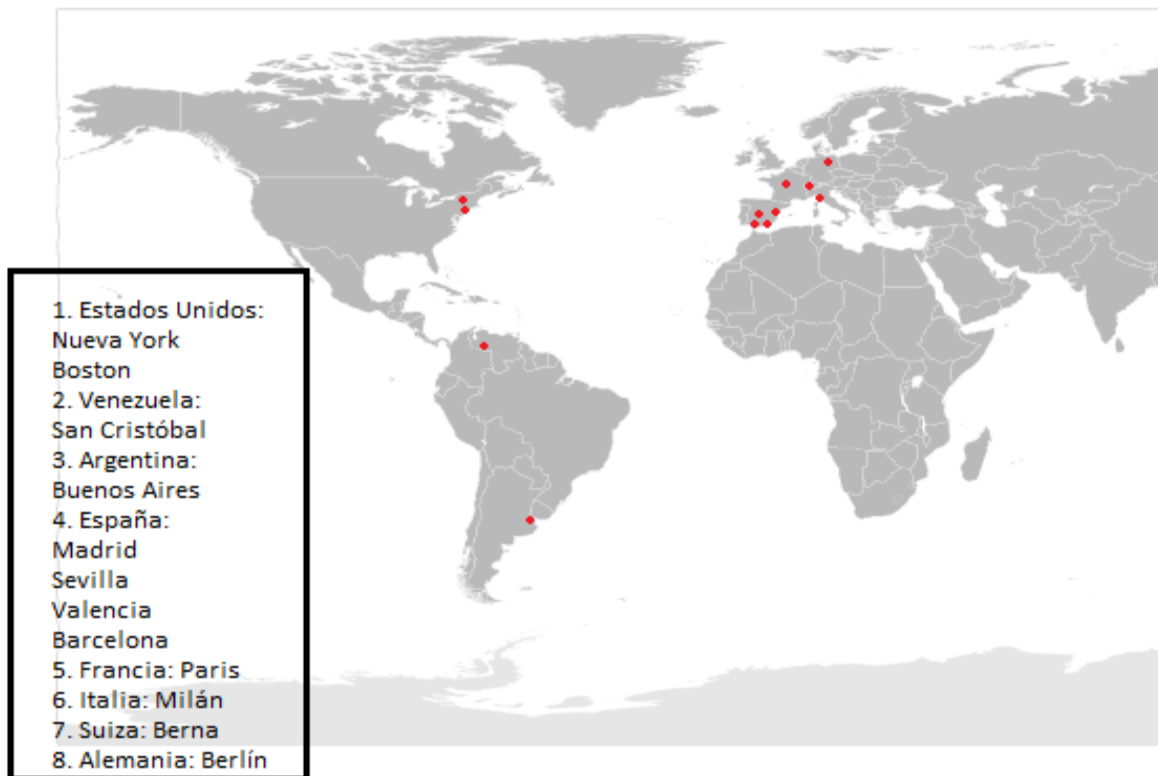 1. Estados Unidos:
Nueva York
Boston
2. Venezuela:
San Cristóbal
3. Argentina:
Buenos Aires
4. España:
Madrid
Sevilla
Valencia
Barcelona
5. Francia: Paris
6. Italia: Milán
7. Suiza: Berna
8. Alemania: Berlín